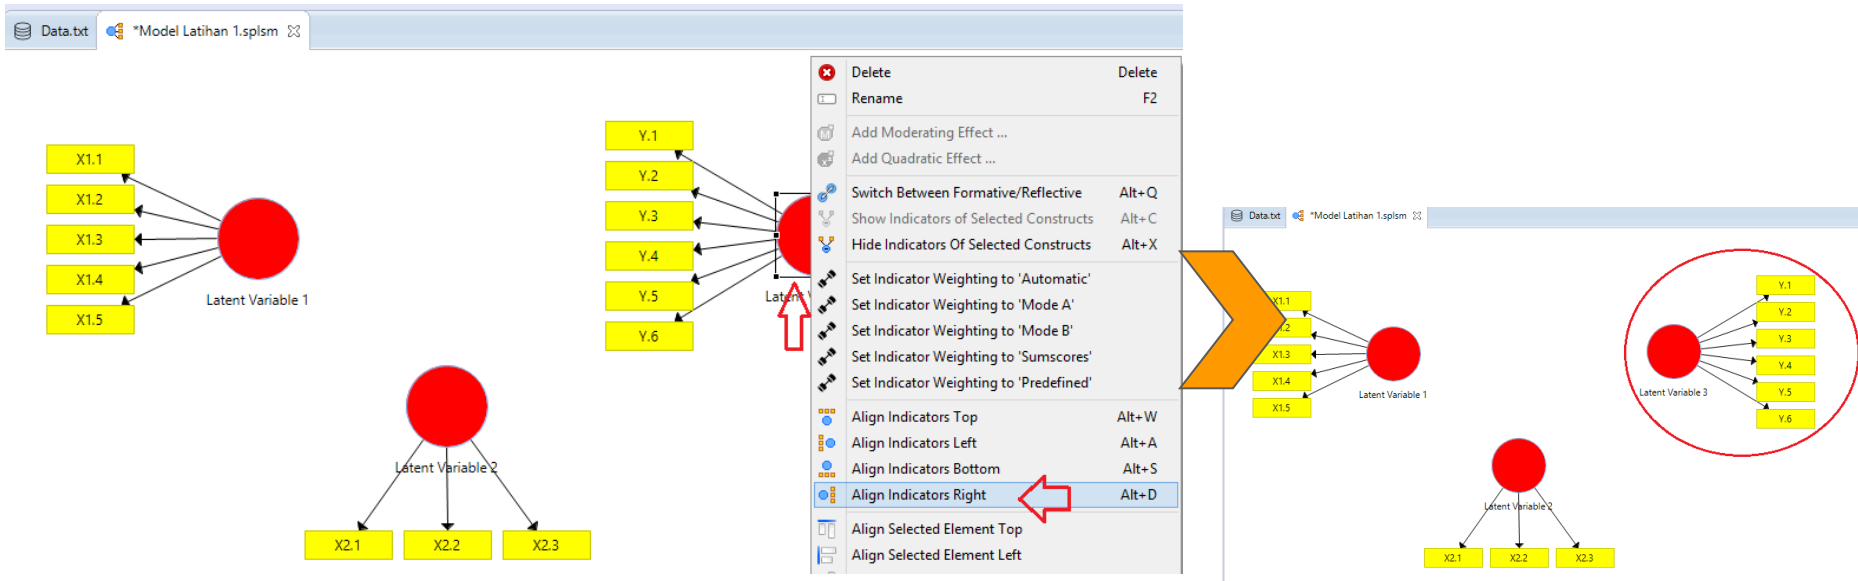 Data.txt
*Model Latihan 1.splsm
X1.1
X1.2
X1.3
X1.4
X1.5
Latent Variable 1
Latent Variable 2
X2.1 X2.2 X2.3
Y.1
Y.2
Y.3
Y.4
Y.5
Y.6
Latent
Delete Delete
Rename F2
Add Moderating Effect ...
Add Quadratic Effect ...
Switch Between Formative/Reflective Alt+Q
Show Indicators of Selected Constructs Alt+C
Hide Indicators Of Selected Constructs Alt+X
Set Indicator Weighting to 'Automatic'
Set Indicator Weighting to 'Mode A'
Set Indicator Weighting to 'Mode B'
Set Indicator Weighting to 'Sumscores'
Set Indicator Weighting to 'Predefined'
Align Indicators Top Alt+W
Align Indicators Left Alt+A
Align Indicators Bottom Alt+S
Align Indicators Right Alt+D
Align Selected Element Top
Align Selected Element Left
Data.txt
*Model Latihan 1.splsm
X1.1
.2
X1.3
X1.4
X1.5
Latent Variable 1
Y.1
Y.2
Y.3
Y.4
Y.5
Y.6
Latent Variable 3
Latent Variable 2
X2.1 X2.2 X2.3